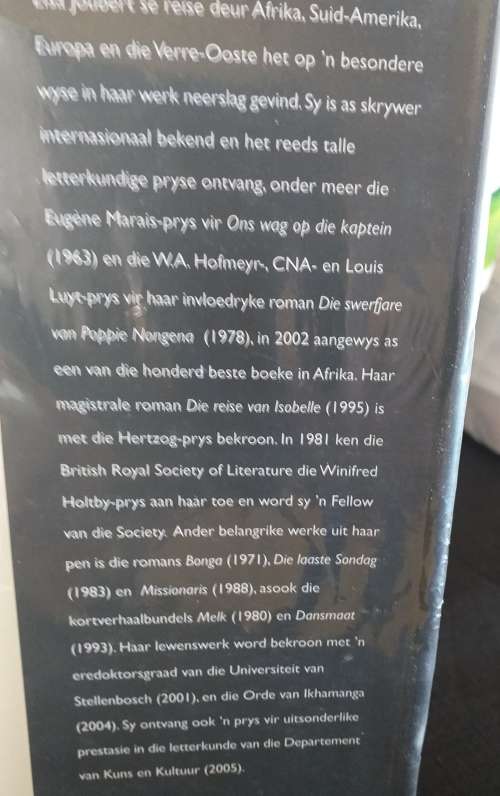 Elsa Joubert se reise deur Afrika, Suid-Amerika,
Europa en die Verre-Ooste het op 'n besondere
wyse in haar werk neerslag gevind. Sy is as skrywer
internasionaal bekend en het reeds talle
letterkundige pryse ontvang, onder meer die
Eugène Marais-prys vir Ons wag op die kaptein
(1963) en die W.A. Hofmeyr-, CNA- en Louis
Luyt-prys vir haar invloedryke roman Die swerfjare
van Poppie Nongena (1978), in 2002 aangewys as
een van die honderd beste boeke in Afrika. Haar
magistrale roman Die reise van Isobelle (1995) is
met die Hertzog-prys bekroon. In 1981 ken die
British Royal Society of Literature die Winifred
Holtby-prys aan haar toe en word sy 'n Fellow
van die Society. Ander belangrike werke uit haar
pen is die romans Bonga (1971), Die laaste Sondag
(1983) en Missionaris (1988), asook die
kortverhaalbundels Melk (1980) en Dansmaat
(1993). Haar lewenswerk word bekroon met 'n
eredoktorsgraad van die Universiteit van
Stellenbosch (2001), en die Orde van Ikhamanga
(2004). Sy ontvang ook 'n prys vir uitsonderlike
prestasie in die letterkunde van die Departement
van Kuns en Kultuur (2005).